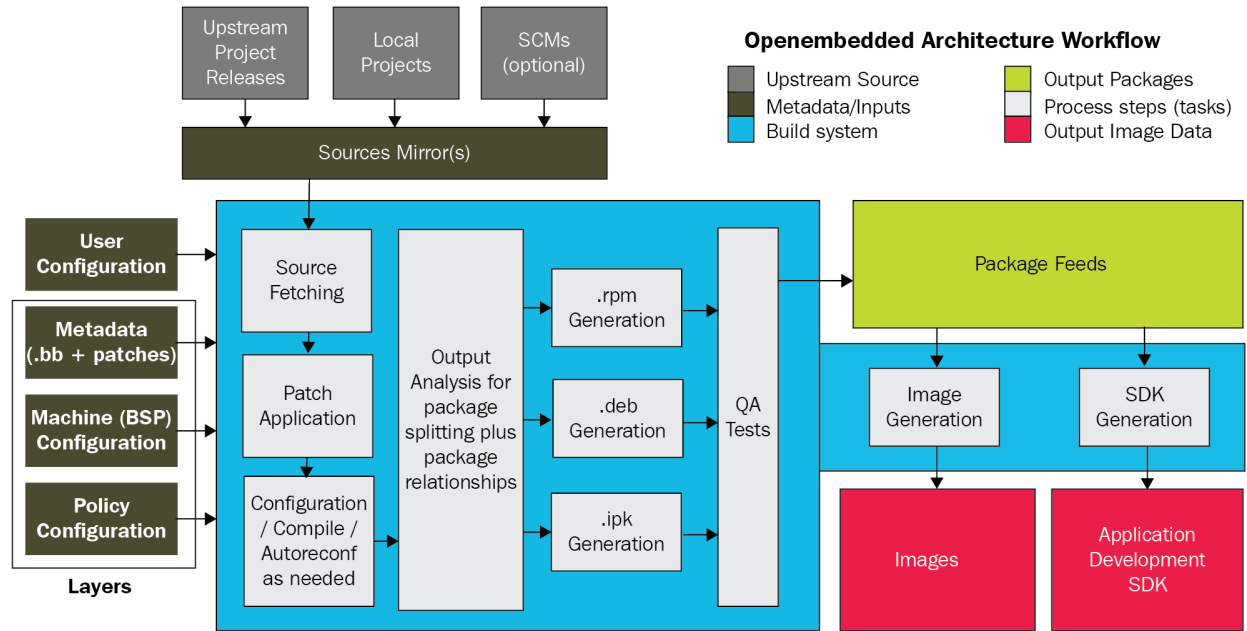 Upstream
Project
Releases
Local
Projects
SCMs
(optional)
Openembedded Architecture Workflow
Upstream Source
Metadata/Inputs
Build system
Output Packages
Process steps (tasks)
Output Image Data
Sources Mirror(s)
User
Configuration
Metadata
(.bb + patches)
Machine (BSP)
Configuration
Policy
Configuration
Layers
Source
Fetching
Patch
Application
Configuration
/ Compile /
Autoreconf
as needed
Output
Analysis for
package
splitting plus
package
relationships
.rpm
Generation
.deb
Generation
.ipk
Generation
QA
Tests
Package Feeds
Image
Generation
SDK
Generation
Images
Application
Development
SDK